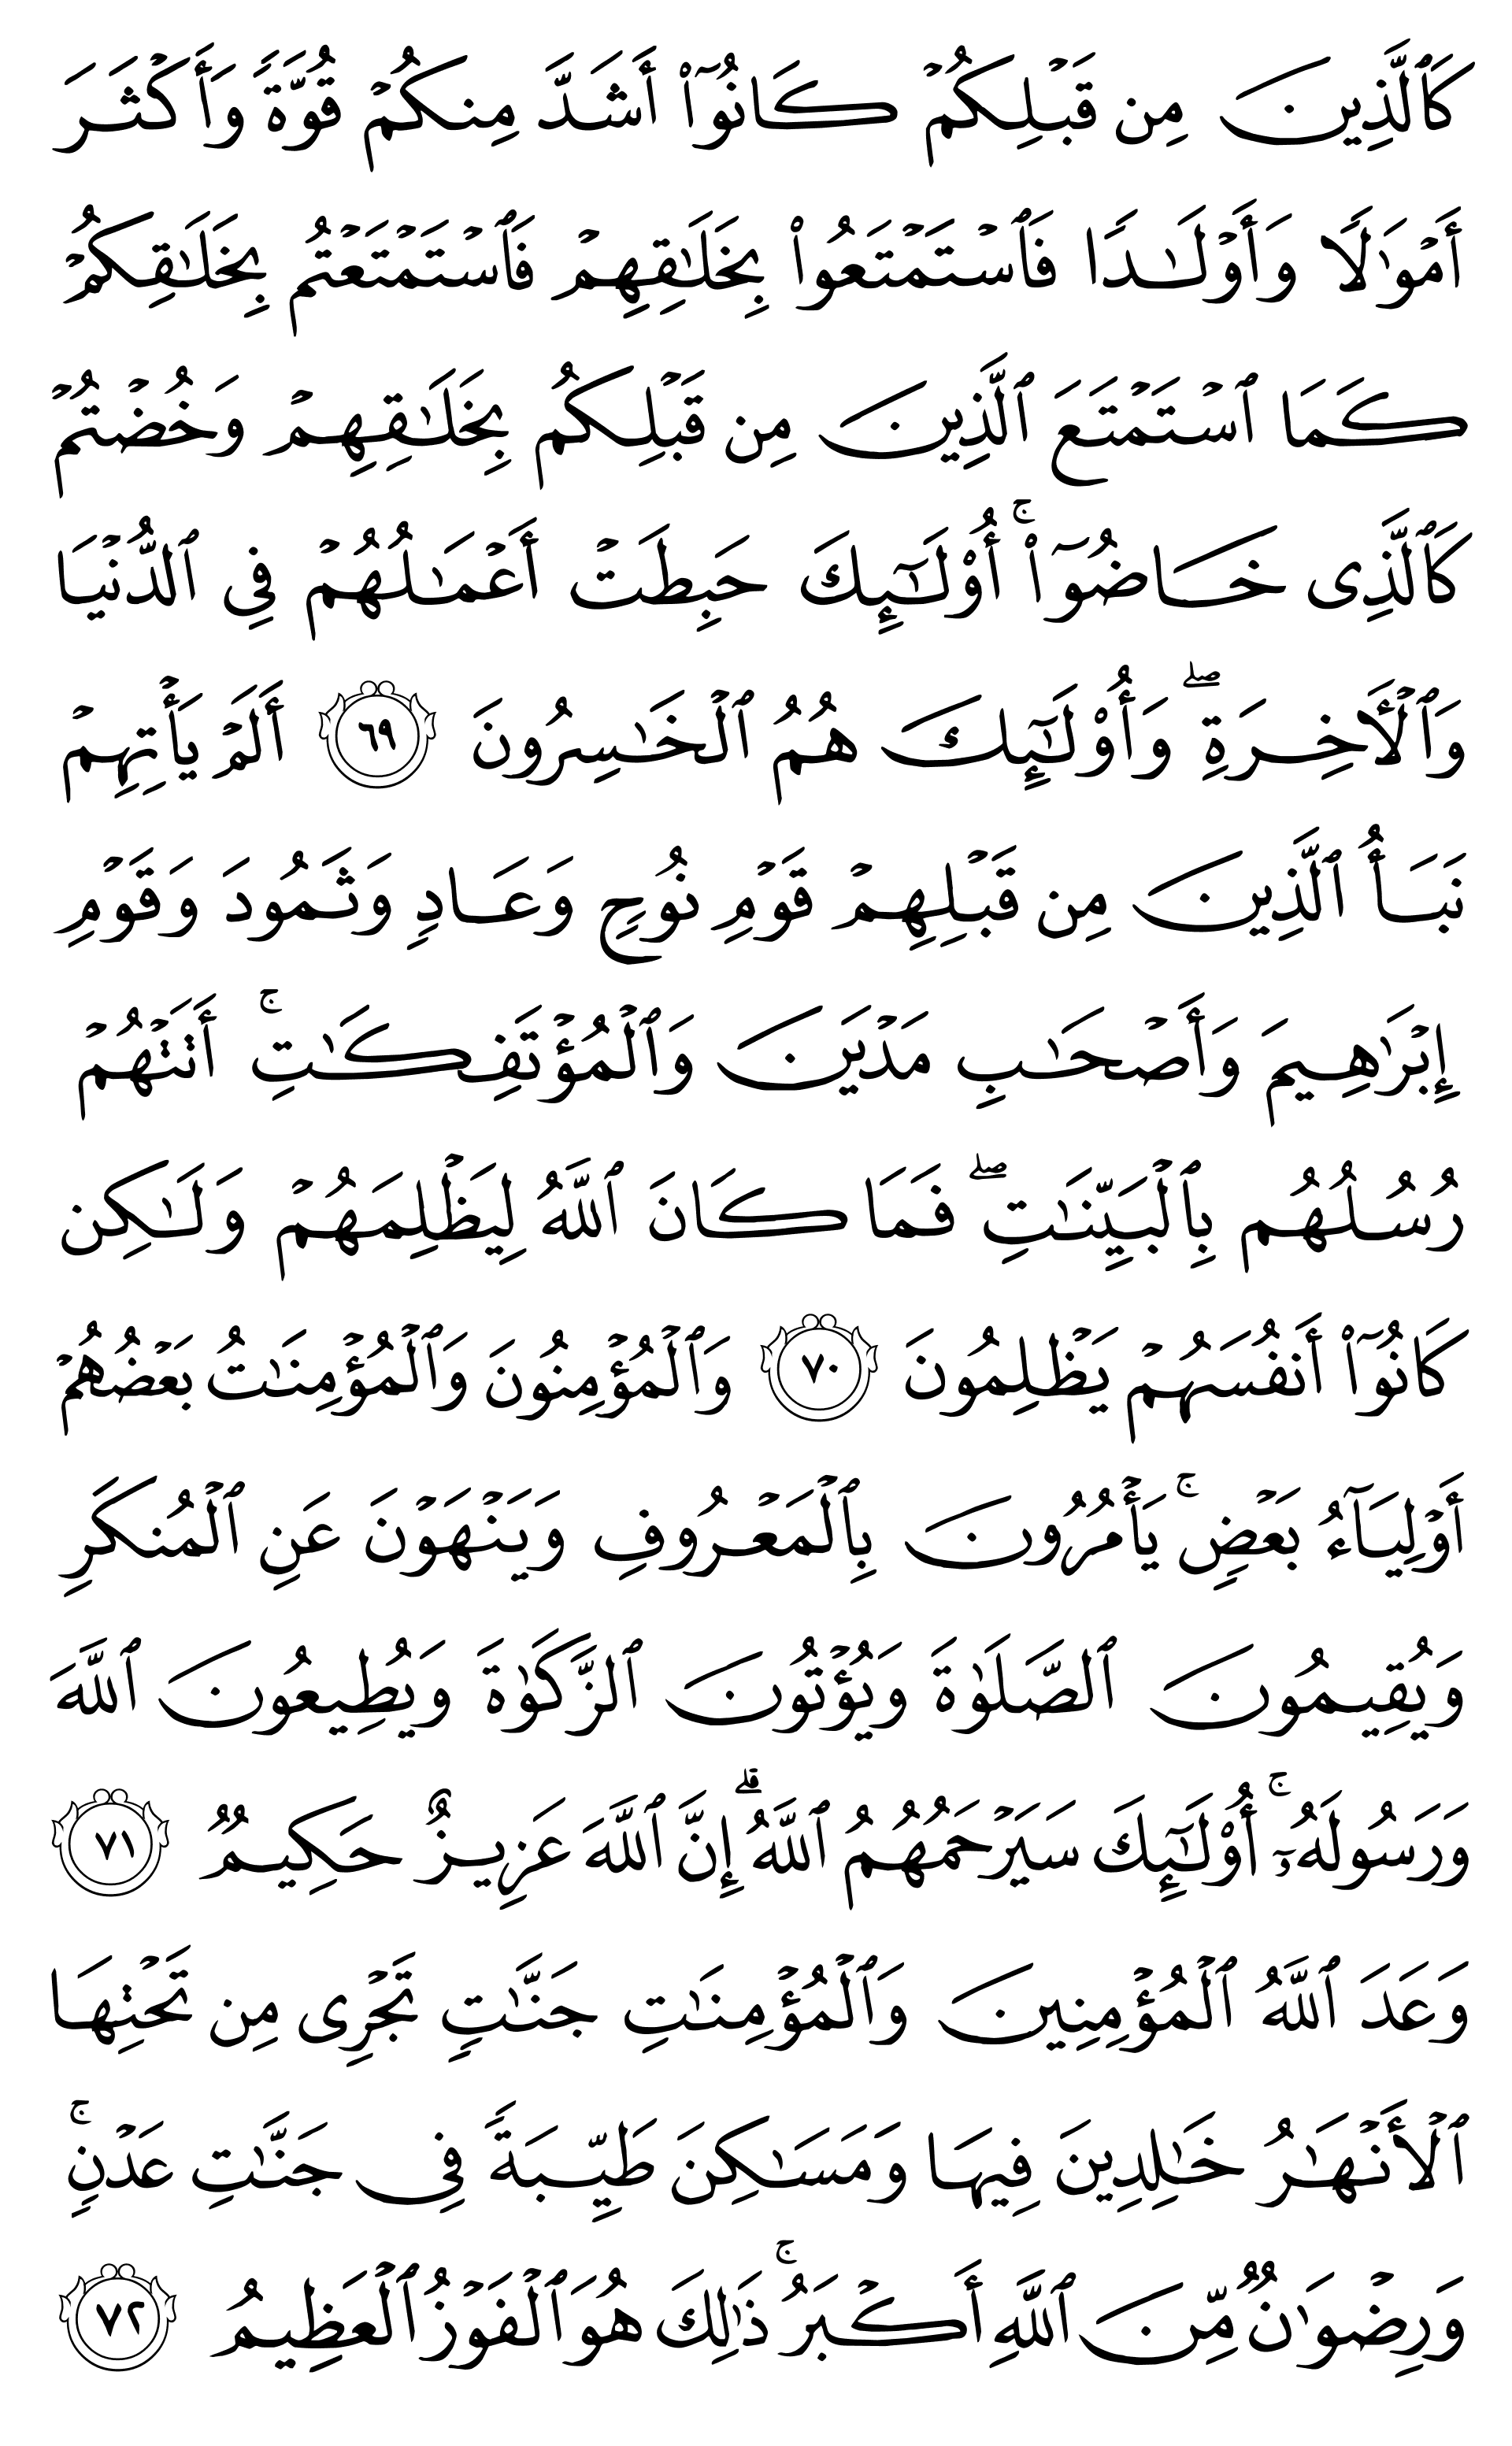 كَٱلَّذِينَ مِن قَبۡلِكُمۡ كَانُوٓاْ أَشَدَّ مِنكُمۡ قُوَّةٗ وَأَكۡثَرَ
أَمۡوَٰلٗا وَأَوۡلَٰدٗا فَٱسۡتَمۡتَعُواْ بِخَلَٰقِهِمۡ فَٱسۡتَمۡتَعۡتُم بِخَلَٰقِكُمۡ
كَمَا ٱسۡتَمۡتَعَ ٱلَّذِينَ مِن قَبۡلِكُم بِخَلَٰقِهِمۡ وَخُضۡتُمۡ
كَٱلَّذِي خَاضُوٓاْۚ أُوْلَٰٓئِكَ حَبِطَتۡ أَعۡمَٰلُهُمۡ فِي ٱلدُّنۡيَا
وَٱلۡأٓخِرَةِۖ وَأُوْلَٰٓئِكَ هُمُ ٱلۡخَٰسِرُونَ ٦٩ أَلَمۡ يَأۡتِهِمۡ
نَبَأُ ٱلَّذِينَ مِن قَبۡلِهِمۡ قَوۡمِ نُوحٖ وَعَادٖ وَثَمُودَ وَقَوۡمِ
إِبۡرَٰهِيمَ وَأَصۡحَٰبِ مَدۡيَنَ وَٱلۡمُؤۡتَفِكَٰتِۚ أَتَتۡهُمۡ
رُسُلُهُم بِٱلۡبَيِّنَٰتِۖ فَمَا كَانَ ٱللَّهُ لِيَظۡلِمَهُمۡ وَلَٰكِن
كَانُوٓاْ أَنفُسَهُمۡ يَظۡلِمُونَ ٧٠ وَٱلۡمُؤۡمِنُونَ وَٱلۡمُؤۡمِنَٰتُ بَعۡضُهُمۡ
أَوۡلِيَآءُ بَعۡضٖۚ يَأۡمُرُونَ بِٱلۡمَعۡرُوفِ وَيَنۡهَوۡنَ عَنِ ٱلۡمُنكَرِ
وَيُقِيمُونَ ٱلصَّلَوٰةَ وَيُؤۡتُونَ ٱلزَّكَوٰةَ وَيُطِيعُونَ ٱللَّهَ
وَرَسُولَهُۥٓۚ أُوْلَٰٓئِكَ سَيَرۡحَمُهُمُ ٱللَّهُۗ إِنَّ ٱللَّهَ عَزِيزٌ حَكِيمٞ ٧١
وَعَدَ ٱللَّهُ ٱلۡمُؤۡمِنِينَ وَٱلۡمُؤۡمِنَٰتِ جَنَّٰتٖ تَجۡرِي مِن تَحۡتِهَا
ٱلۡأَنۡهَٰرُ خَٰلِدِينَ فِيهَا وَمَسَٰكِنَ طَيِّبَةٗ فِي جَنَّٰتِ عَدۡنٖۚ
وَرِضۡوَٰنٞ مِّنَ ٱللَّهِ أَكۡبَرُۚ ذَٰلِكَ هُوَ ٱلۡفَوۡزُ ٱلۡعَظِيمُ ٧٢